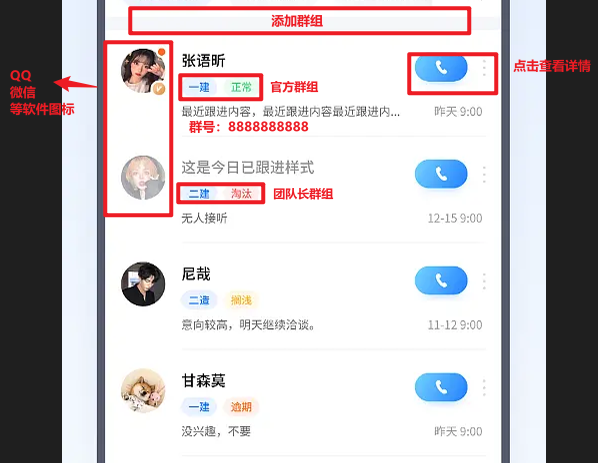 添加群组
张语昕
一建 正常
官方群组
点击查看详情
QQ
微信
等软件图标
最近跟进内容，最近跟进内容最近跟进内... 昨天 9:00
群号：8888888888
这是今日已跟进样式
二建 淘汰
团队长群组
无人接听 12-15 9:00
尼哉
二造 搁浅
意向较高，明天继续洽谈。 11-12 9:00
甘森莫
一建 逾期
没兴趣，不要 昨天 9:00